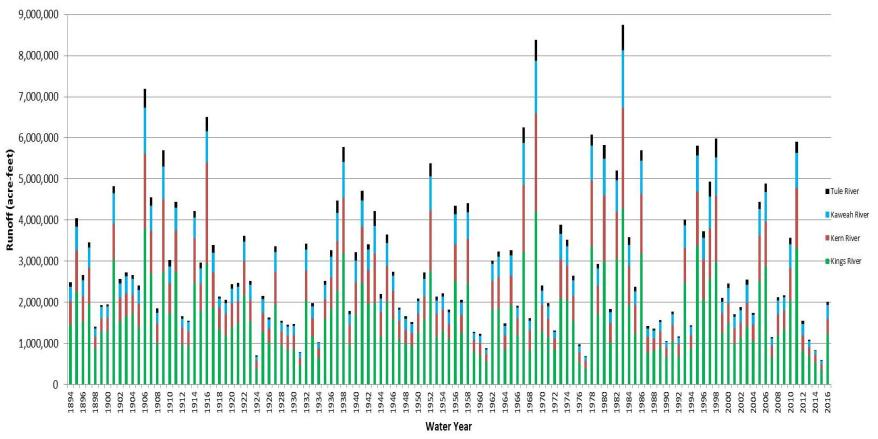 9,000,000
8,000,000
7,000,000
6,000,000
5,000,000
4,000,000
3,000,000
2,000,000
1,000,000
0
Runoff (acre-feet)
Tule River
Kaweah River
Kern River
Kings River
1894 1896 1898 1900 1902 1904 1906 1908 1910 1912 1914 1916 1918 1920 1922 1924 1926 1928 1930 1932 1934 1936 1938 1940 1942 1944 1946 1948 1950 1952 1954 1956 1958 1960 1962 1964 1966 1968 1970 1972 1974 1976 1978 1980 1982 1984 1986 1988 1990 1992 1994 1996 1998 2000 2002 2004 2006 2008 2010 2012 2014 2016
Water Year